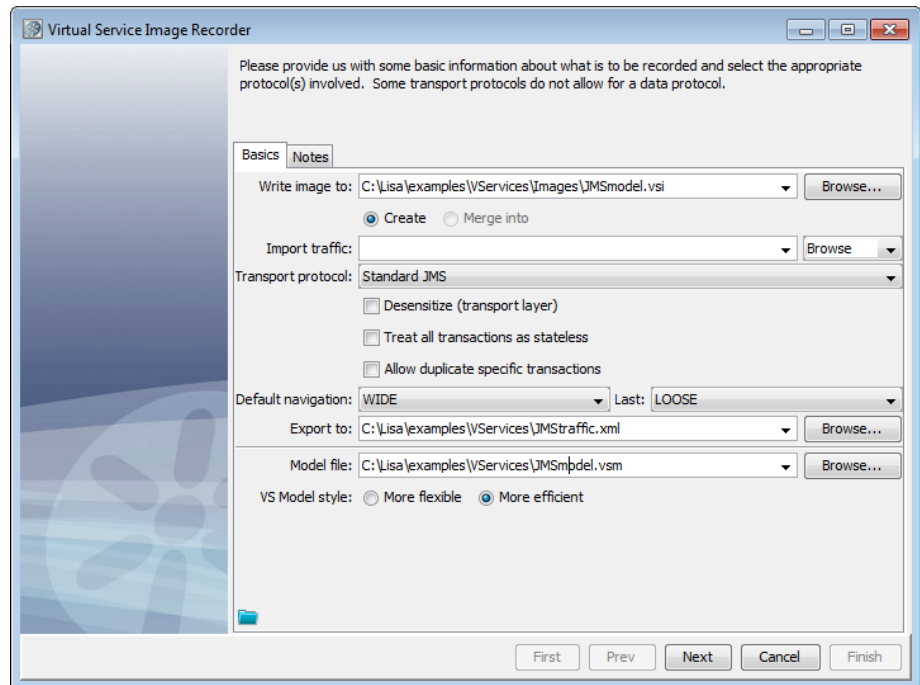 Virtual Service Image Recorder
Please provide us with some basic information about what is to be recorded and select the appropriate
protocol(s) involved. Some transport protocols do not allow for a data protocol.
Basics Notes
Write image to: C:\Lisa\examples\VServices\Images\JMSmodel.vsi Browse...
Create Merge into
Import traffic: Browse
Transport protocol: Standard JMS
Desensitize (transport layer)
Treat all transactions as stateless
Allow duplicate specific transactions
Default navigation: WIDE Last: LOOSE
Export to: C:\Lisa\examples\VServices\JMStraffic.xml Browse...
Model file: C:\Lisa\examples\VServices\JMSmodel.vsm Browse...
VS Model style: More flexible More efficient
First Prev Next Cancel Finish